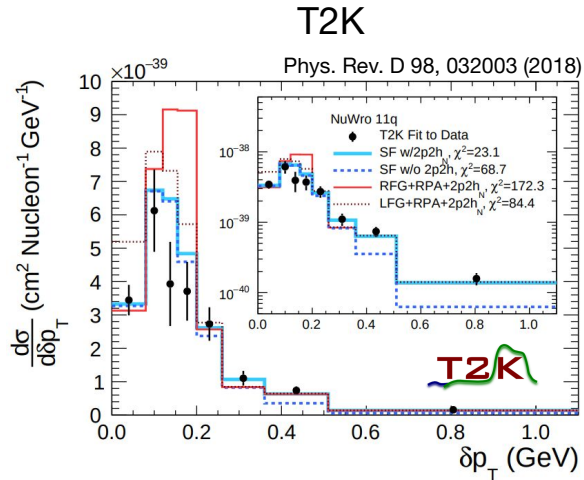 T2K
Phys. Rev. D 98, 032003 (2018)
×10⁻³⁹
dσ/dδp_T (cm² Nucleon⁻¹ GeV⁻¹)
10
9
8
7
6
5
4
3
2
1
0
0.0 0.2 0.4 0.6 0.8 1.0
δp_T (GeV)
NuWro 11q
T2K Fit to Data
SF w/2p2h_N, χ²=23.1
SF w/o 2p2h, χ²=68.7
RFG+RPA+2p2h_N, χ²=172.3
LFG+RPA+2p2h_N, χ²=84.4
10⁻³⁸
10⁻³⁹
10⁻⁴⁰
0.0 0.2 0.4 0.6 0.8 1.0
T2K